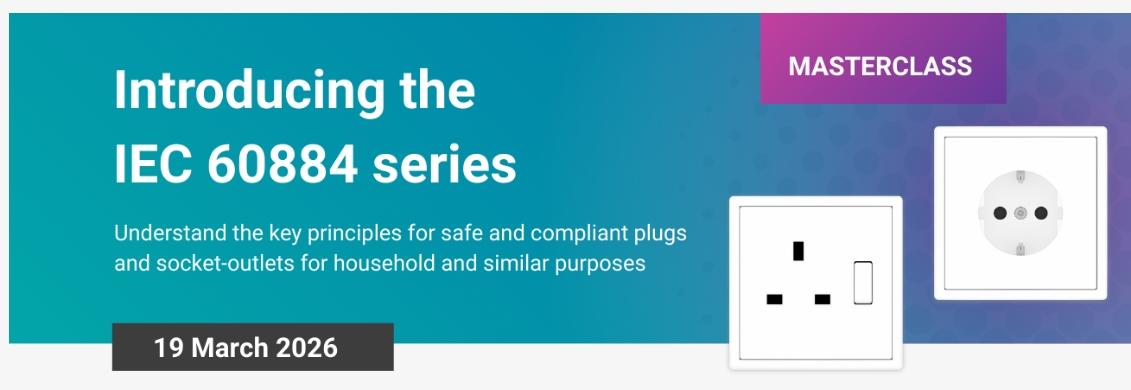 MASTERCLASS
Introducing the
IEC 60884 series
Understand the key principles for safe and compliant plugs
and socket-outlets for household and similar purposes
19 March 2026